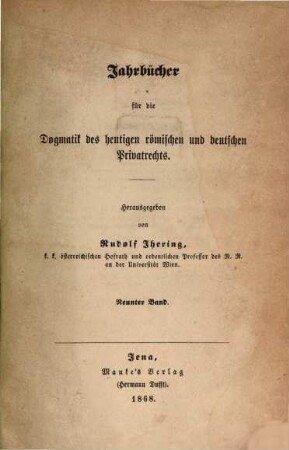 Jahrbücher
für die
Dogmatik des heutigen römischen und deutschen
Privatrechts.
Herausgegeben
von
Rudolf Ihering,
k. k. österreichischen Hofrath und ordentlichen Professor des R. R.
an der Universität Wien.
Neunter Band.
Jena,
Mauke's Verlag
(Hermann Dufft).
1868.